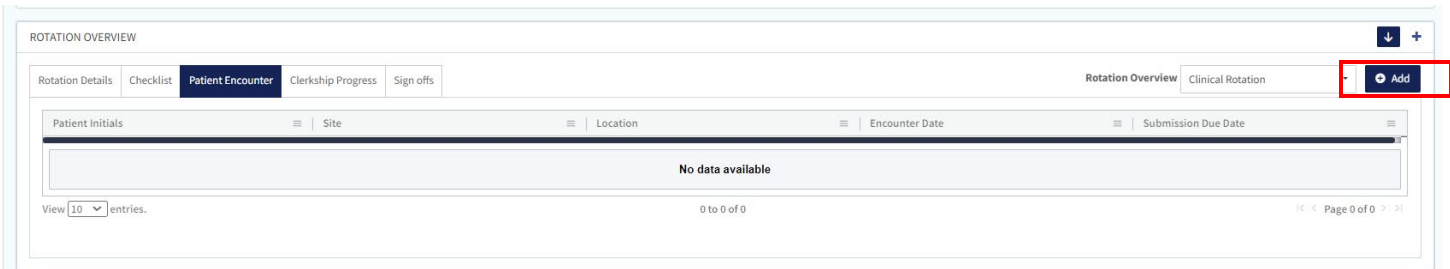 ROTATION OVERVIEW
Rotation Details Checklist Patient Encounter Clerkship Progress Sign offs Rotation Overview Clinical Rotation Add
Patient Initials Site Location Encounter Date Submission Due Date
No data available
View 10 entries. 0 to 0 of 0 Page 0 of 0